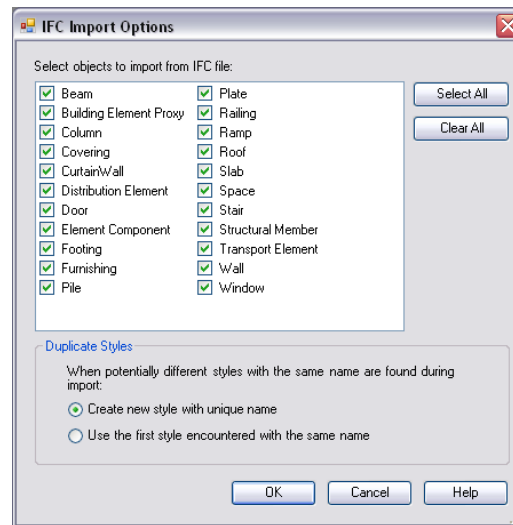 IFC Import Options
Select objects to import from IFC file:
Beam
Building Element Proxy
Column
Covering
CurtainWall
Distribution Element
Door
Element Component
Footing
Furnishing
Pile
Plate
Railing
Ramp
Roof
Slab
Space
Stair
Structural Member
Transport Element
Wall
Window
Select All
Clear All
Duplicate Styles
When potentially different styles with the same name are found during
import:
Create new style with unique name
Use the first style encountered with the same name
OK
Cancel
Help